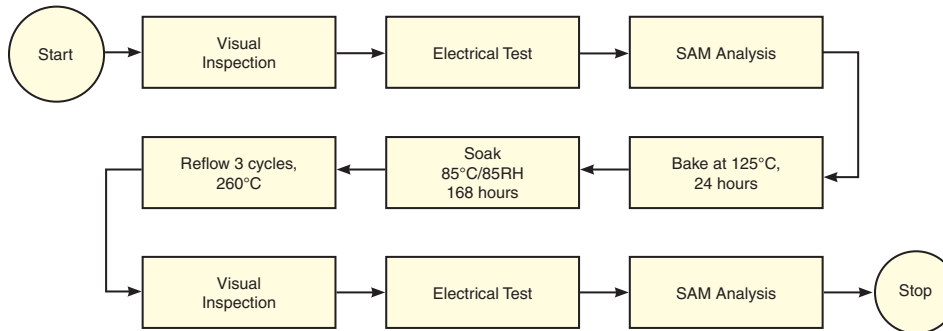 Start
Visual
Inspection
Electrical Test
SAM Analysis
Bake at 125°C,
24 hours
Soak
85°C/85RH
168 hours
Reflow 3 cycles,
260°C
Visual
Inspection
Electrical Test
SAM Analysis
Stop